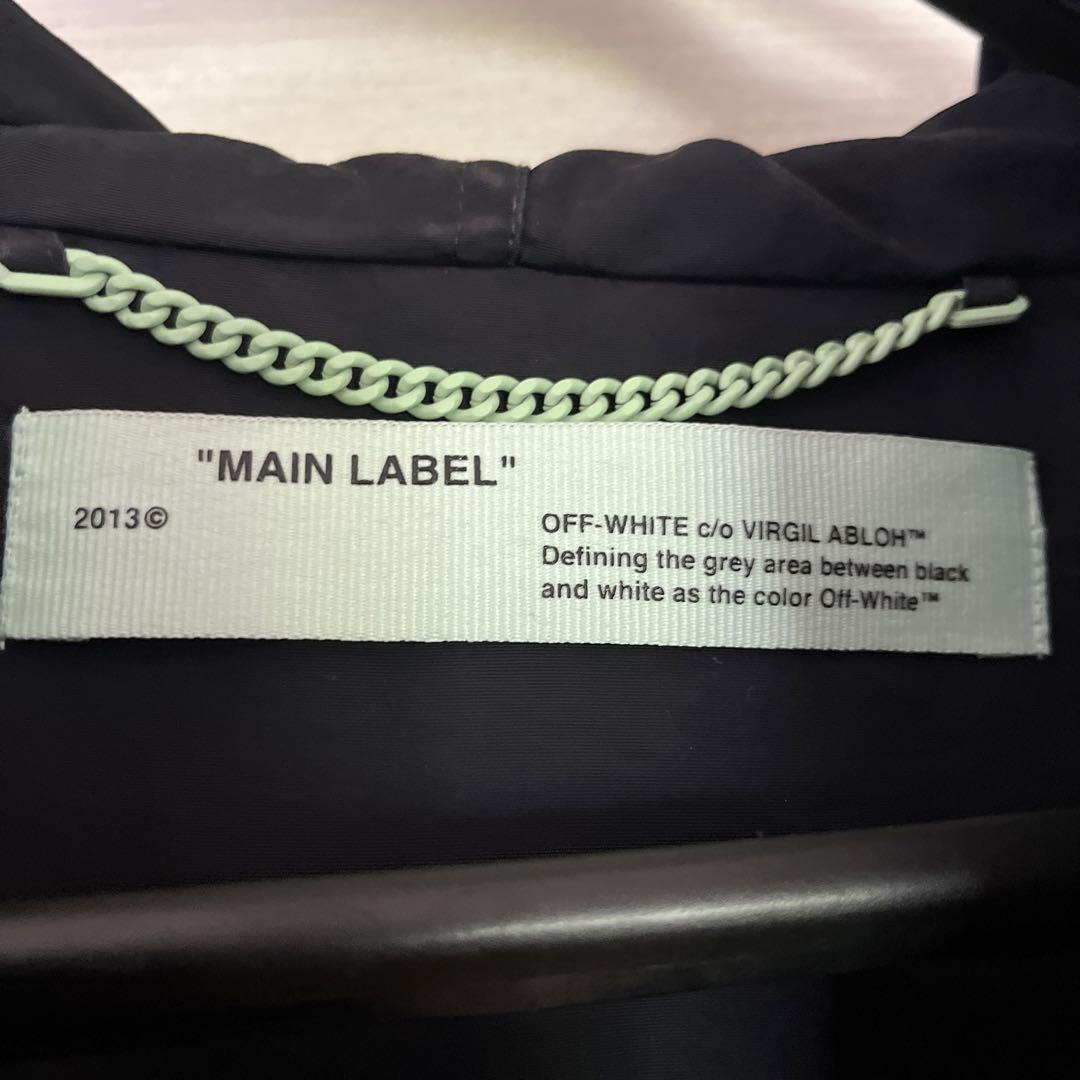 "MAIN LABEL"
2013©
OFF-WHITE c/o VIRGIL ABLOH™
Defining the grey area between black
and white as the color Off-White™